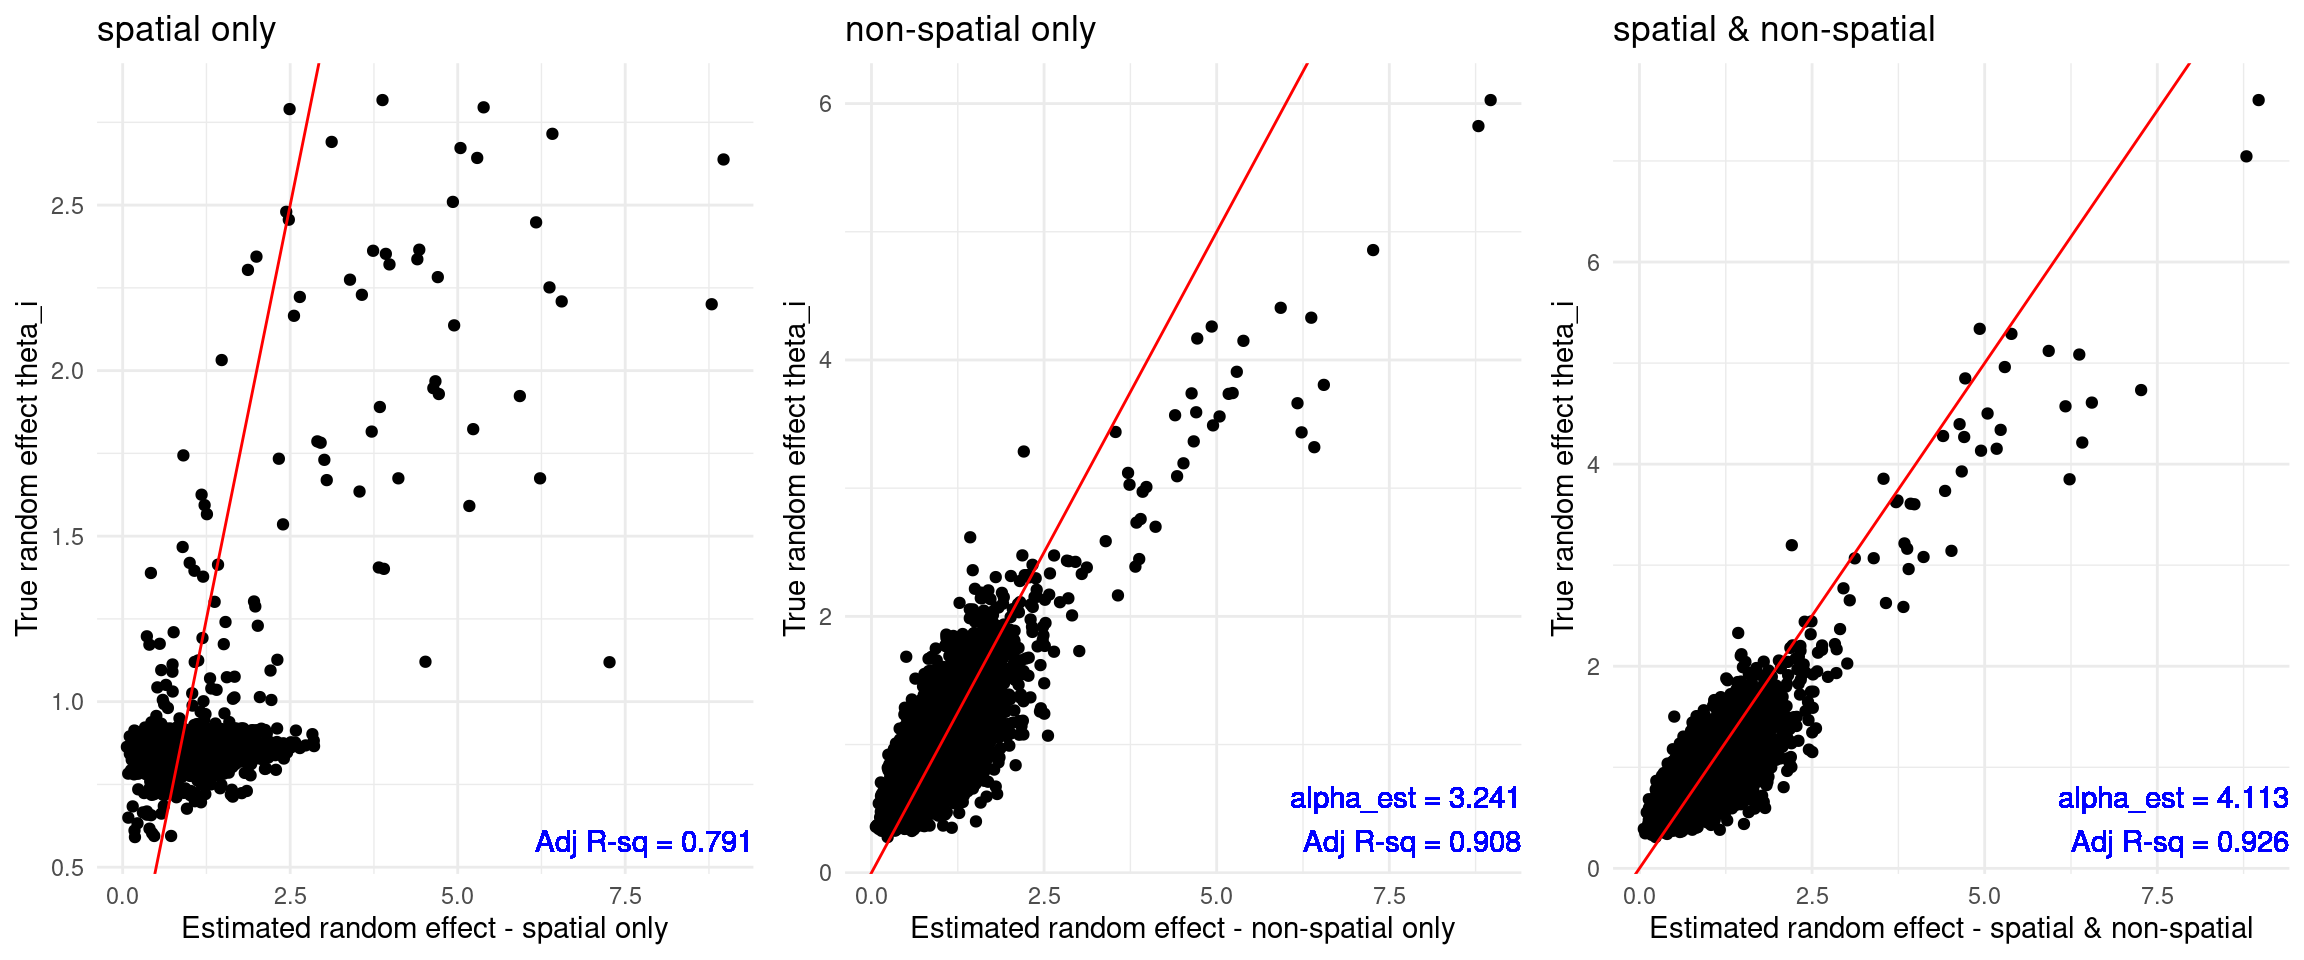 spatial only
True random effect theta_i
2.5
2.0
1.5
1.0
0.5
Adj R-sq = 0.791
0.0 2.5 5.0 7.5
Estimated random effect - spatial only
non-spatial only
True random effect theta_i
6
4
2
0
alpha_est = 3.241
Adj R-sq = 0.908
0.0 2.5 5.0 7.5
Estimated random effect - non-spatial only
spatial & non-spatial
True random effect theta_i
6
4
2
0
alpha_est = 4.113
Adj R-sq = 0.926
0.0 2.5 5.0 7.5
Estimated random effect - spatial & non-spatial